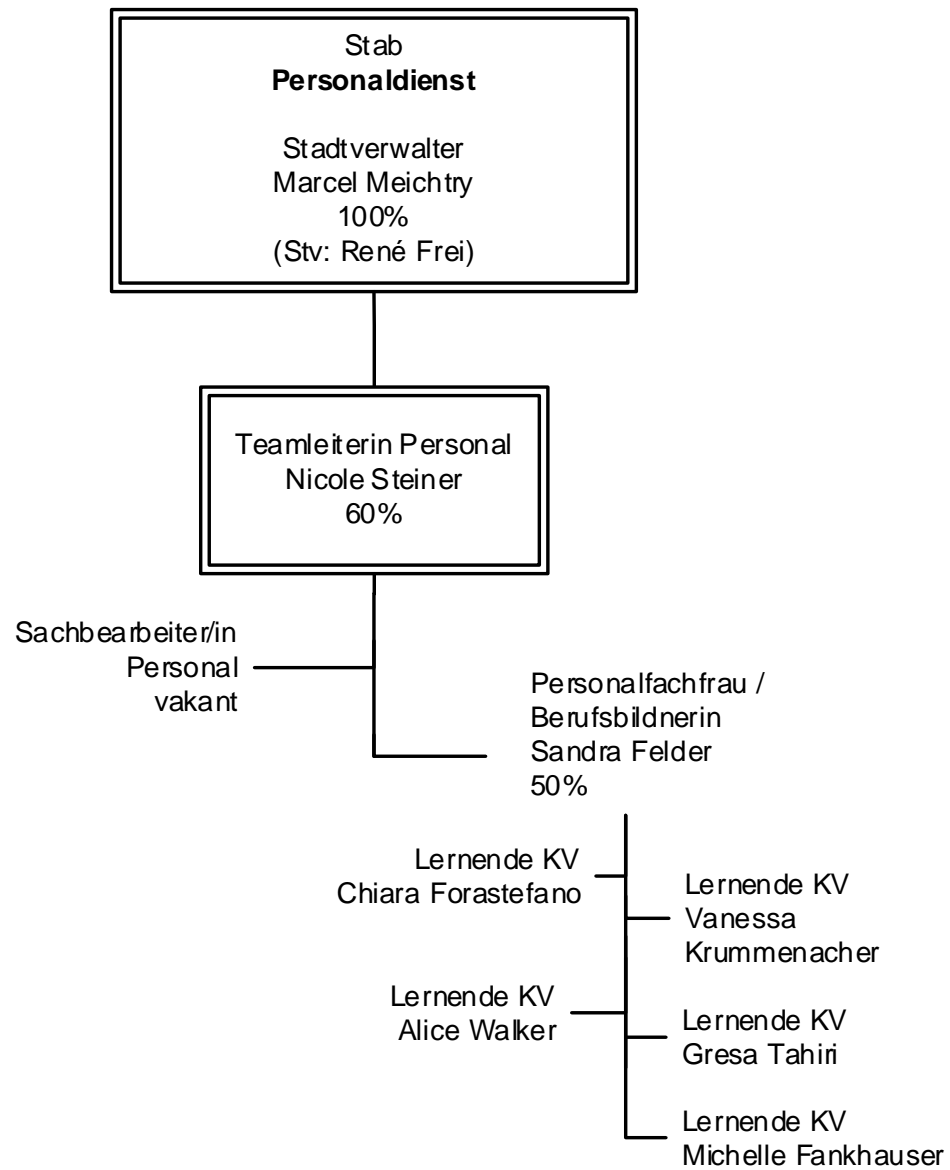 Stab
Personaldienst
Stadtverwalter
Marcel Meichtry
100%
(Stv: René Frei)
Teamleiterin Personal
Nicole Steiner
60%
Sachbearbeiter/in
Personal
vakant
Personalfachfrau /
Berufsbildnerin
Sandra Felder
50%
Lernende KV
Chiara Forastefano
Lernende KV
Vanessa
Krummenacher
Lernende KV
Alice Walker
Lernende KV
Gresa Tahiri
Lernende KV
Michelle Fankhauser